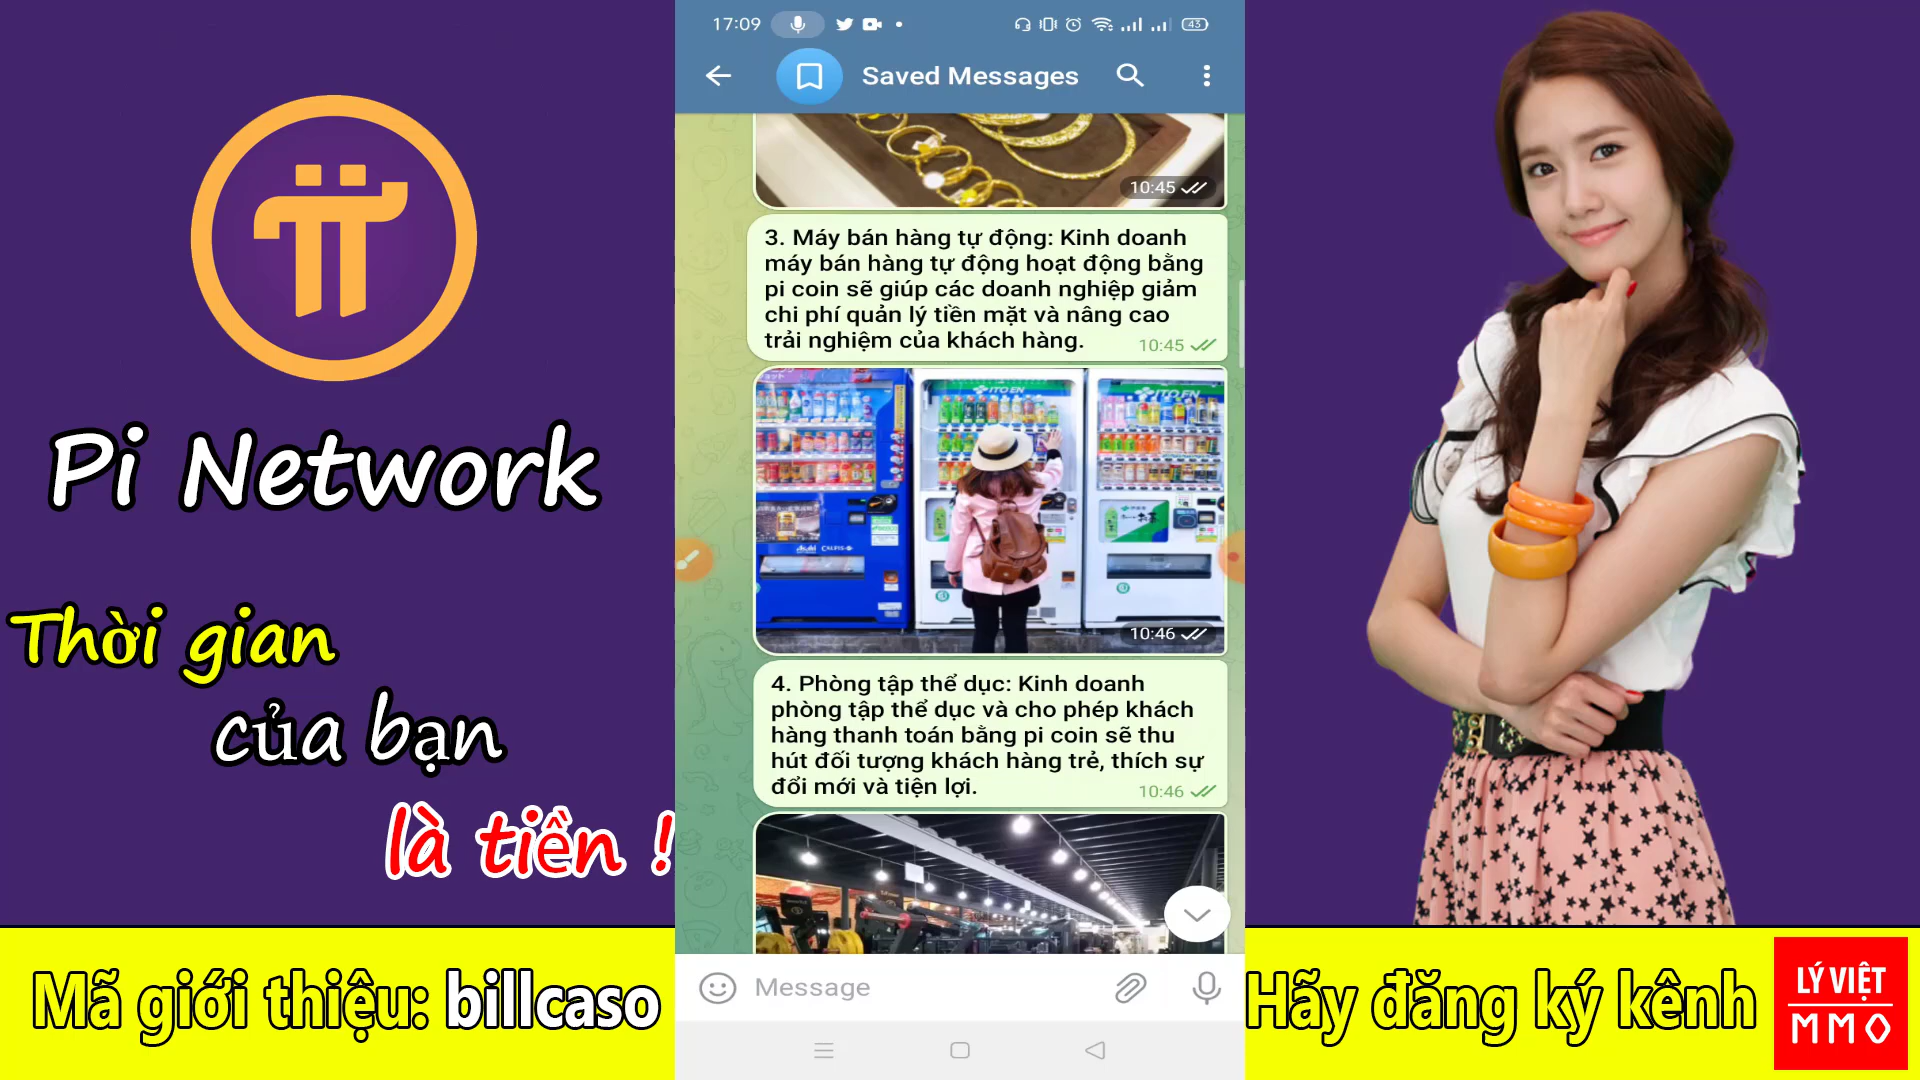 Pi Network
Thời gian
của bạn
là tiền !
Mã giới thiệu: billcaso
17:09
43
Saved Messages
10:45
3. Máy bán hàng tự động: Kinh doanh
máy bán hàng tự động hoạt động bằng
pi coin sẽ giúp các doanh nghiệp giảm
chi phí quản lý tiền mặt và nâng cao
trải nghiệm của khách hàng.
10:45
ITO EN
ITO EN
Asahi CALPIS
10:46
4. Phòng tập thể dục: Kinh doanh
phòng tập thể dục và cho phép khách
hàng thanh toán bằng pi coin sẽ thu
hút đối tượng khách hàng trẻ, thích sự
đổi mới và tiện lợi.
10:46
Message
Hãy đăng ký kênh
LÝ VIỆT
MMO